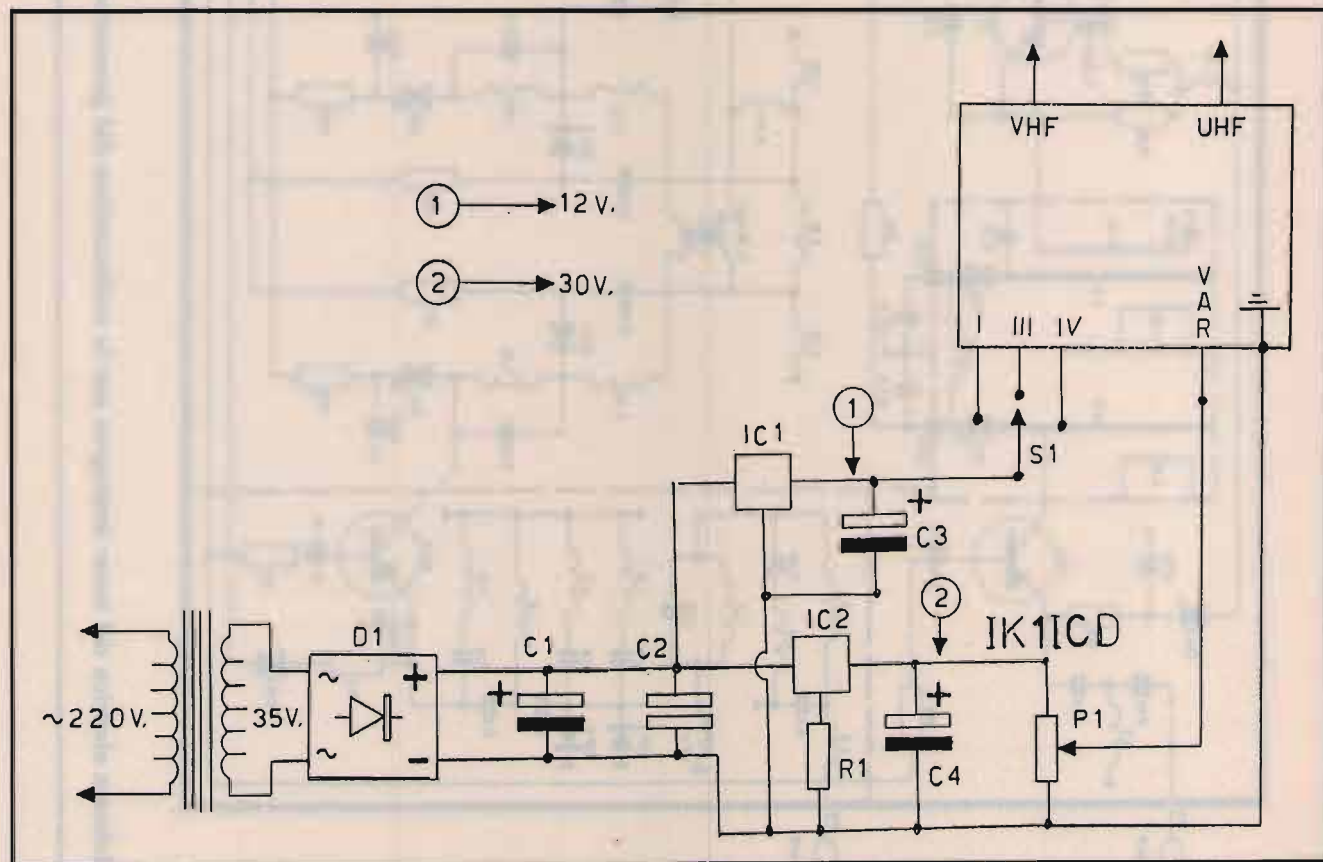 VHF UHF
1 12 V.
2 30 V.
V
A
R
I III IV
1
IC1
S1
+
C3
2
IK1ICD
IC2
D1
C1 C2
~ + + +
~220V. 35V. P1
~ - R1 C4